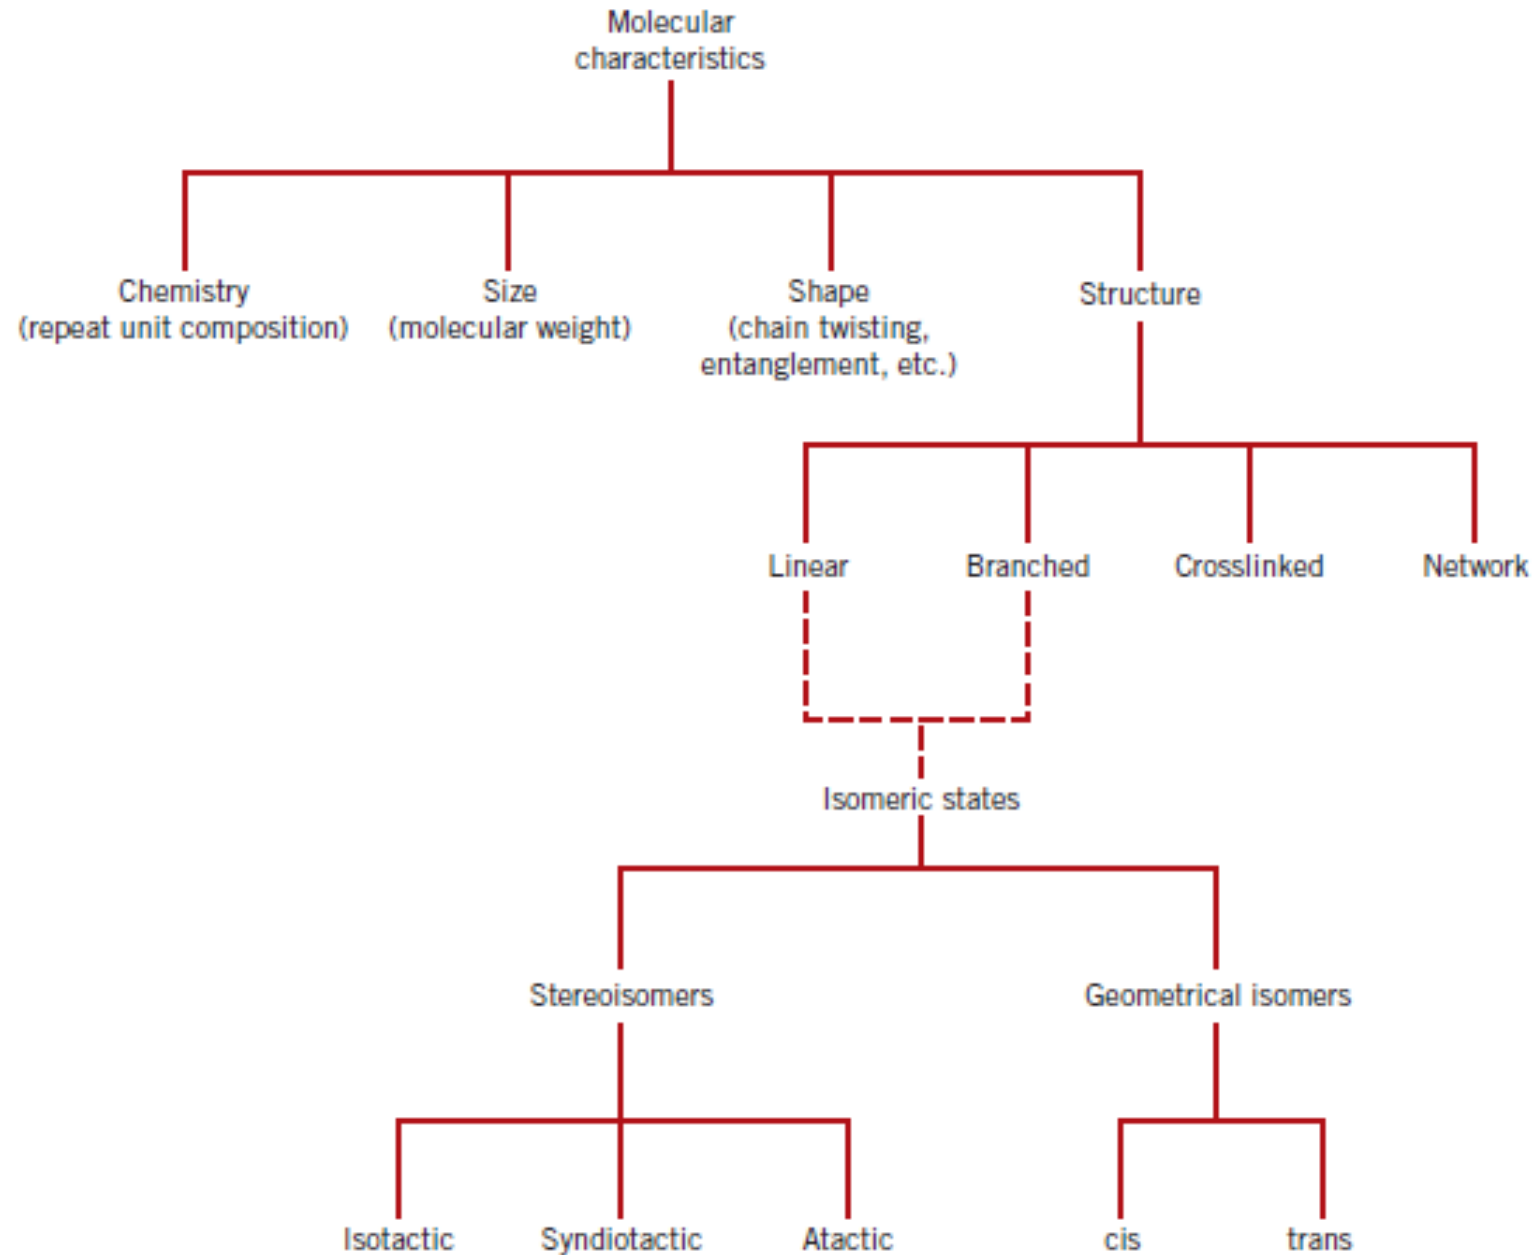 Molecular
characteristics
Chemistry
(repeat unit composition)
Size
(molecular weight)
Shape
(chain twisting,
entanglement, etc.)
Structure
Linear
Branched
Crosslinked
Network
Isomeric states
Stereoisomers
Geometrical isomers
Isotactic
Syndiotactic
Atactic
cis
trans